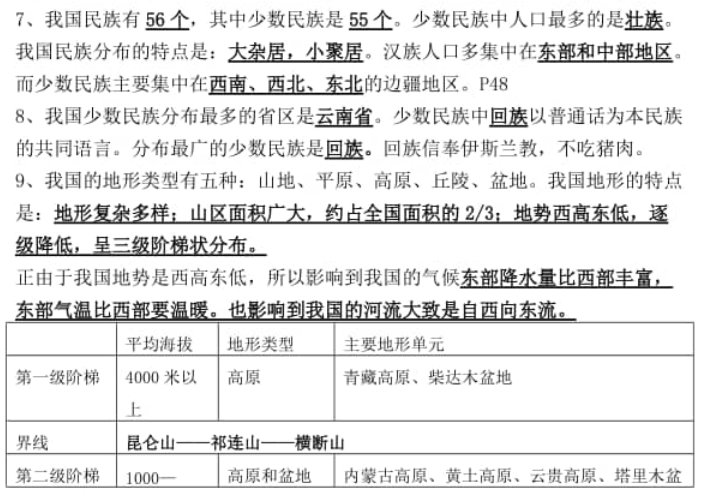 7、我国民族有 56 个，其中少数民族是 55 个。少数民族中人口最多的是壮族。
我国民族分布的特点是：大杂居，小聚居。汉族人口多集中在东部和中部地区。
而少数民族主要集中在西南、西北、东北的边疆地区。P48
8、我国少数民族分布最多的省区是云南省。少数民族中回族以普通话为本民族
的共同语言。分布最广的少数民族是回族。回族信奉伊斯兰教，不吃猪肉。
9、我国的地形类型有五种：山地、平原、高原、丘陵、盆地。我国地形的特点
是：地形复杂多样；山区面积广大，约占全国面积的 2/3；地势西高东低，逐
级降低，呈三级阶梯状分布。
正由于我国地势是西高东低，所以影响到我国的气候东部降水量比西部丰富，
东部气温比西部要温暖。也影响到我国的河流大致是自西向东流。
平均海拔 地形类型 主要地形单元
第一级阶梯 4000 米以 高原 青藏高原、柴达木盆地
上
界线 昆仑山——祁连山——横断山
第二级阶梯 1000— 高原和盆地 内蒙古高原、黄土高原、云贵高原、塔里木盆